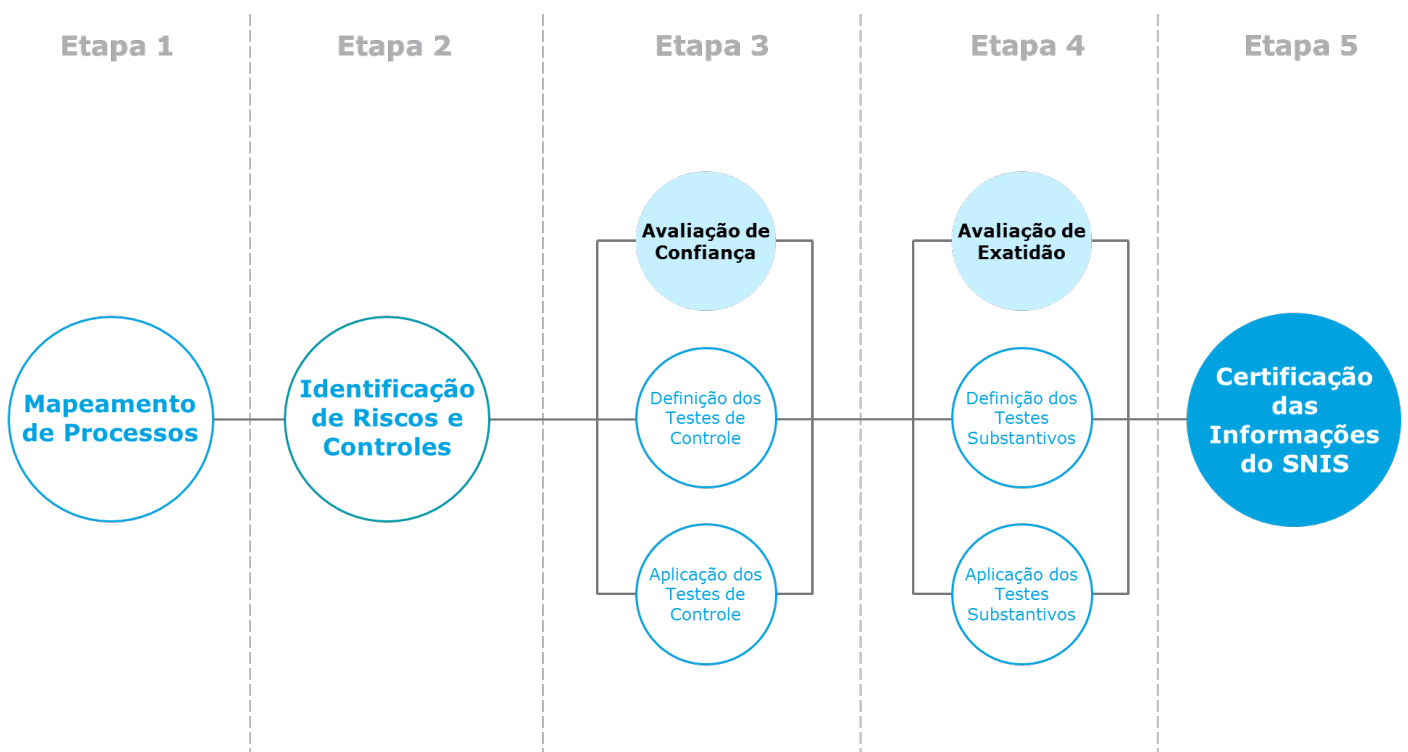 Etapa 1
Etapa 2
Etapa 3
Etapa 4
Etapa 5
Mapeamento
de Processos
Identificação
de Riscos e
Controles
Avaliação de
Confiança
Definição dos
Testes de
Controle
Aplicação dos
Testes de
Controle
Avaliação de
Exatidão
Definição dos
Testes
Substantivos
Aplicação dos
Testes
Substantivos
Certificação
das
Informações
do SNIS